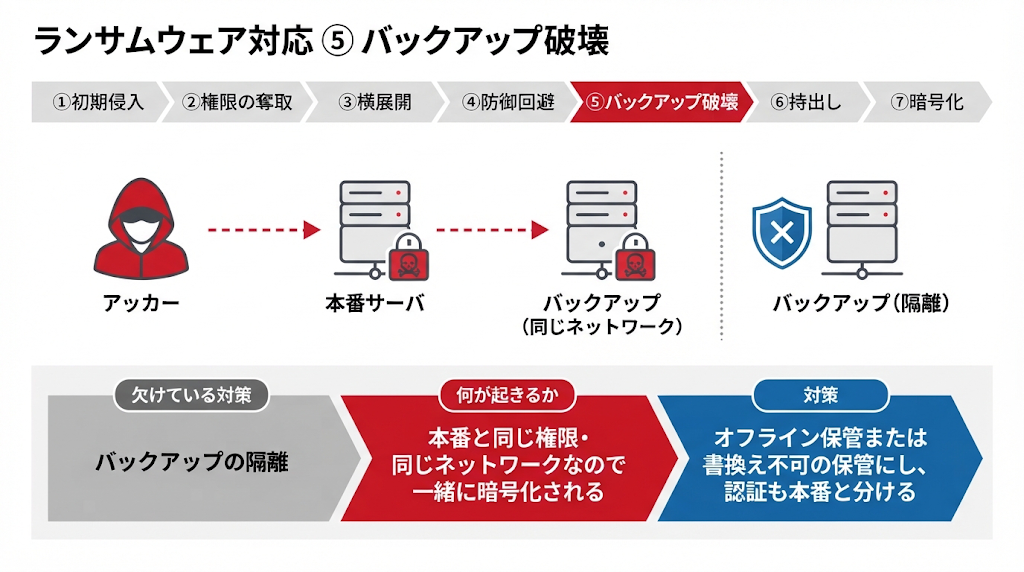 ランサムウェア対応 ⑤ バックアップ破壊
①初期侵入
②権限の奪取
③横展開
④防御回避
⑤バックアップ破壊
⑥持出し
⑦暗号化
アッカー
本番サーバ
バックアップ
（同じネットワーク）
バックアップ（隔離）
欠けている対策
バックアップの隔離
何が起きるか
本番と同じ権限・
同じネットワークなので
一緒に暗号化される
対策
オフライン保管または
書換え不可の保管にし、
認証も本番と分ける